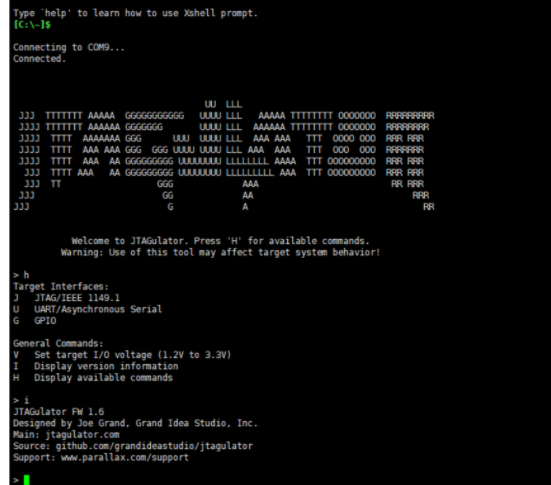 Type `help' to learn how to use Xshell prompt.
[C:\~]$
Connecting to COM9...
Connected.
UU LLL
JJJ TTTTTTT AAAAA GGGGGGGGGGG UUUU LLL AAAAA TTTTTTTT OOOOOOO RRRRRRRRR
JJJJ TTTTTTT AAAAAA GGGGGGG UUUU LLL AAAAAA TTTTTTTT OOOOOOO RRRRRRRR
JJJJ TTTT AAAAAAA GGG UUU UUUU LLL AAA AAA TTT OOOO OOO RRR RRR
JJJJ TTTT AAA AAA GGG GGG UUUU UUUU LLL AAA AAA TTT OOO OOO RRRRRRR
JJJJ TTTT AAA AA GGGGGGGGG UUUUUUUU LLLLLLLL AAAA TTT OOOOOOOOO RRR RRR
JJJ TTTT AAA AA GGGGGGGGG UUUUUUUU LLLLLLLLL AAA TTT OOOOOOOOO RRR RRR
JJJ TT GGG AAA RR RRR
JJJ GG AA RRR
JJJ G A RR
Welcome to JTAGulator. Press 'H' for available commands.
Warning: Use of this tool may affect target system behavior!
> h
Target Interfaces:
J JTAG/IEEE 1149.1
U UART/Asynchronous Serial
G GPIO
General Commands:
V Set target I/O voltage (1.2V to 3.3V)
I Display version information
H Display available commands
> i
JTAGulator FW 1.6
Designed by Joe Grand, Grand Idea Studio, Inc.
Main: jtagulator.com
Source: github.com/grandideastudio/jtagulator
Support: www.parallax.com/support
>